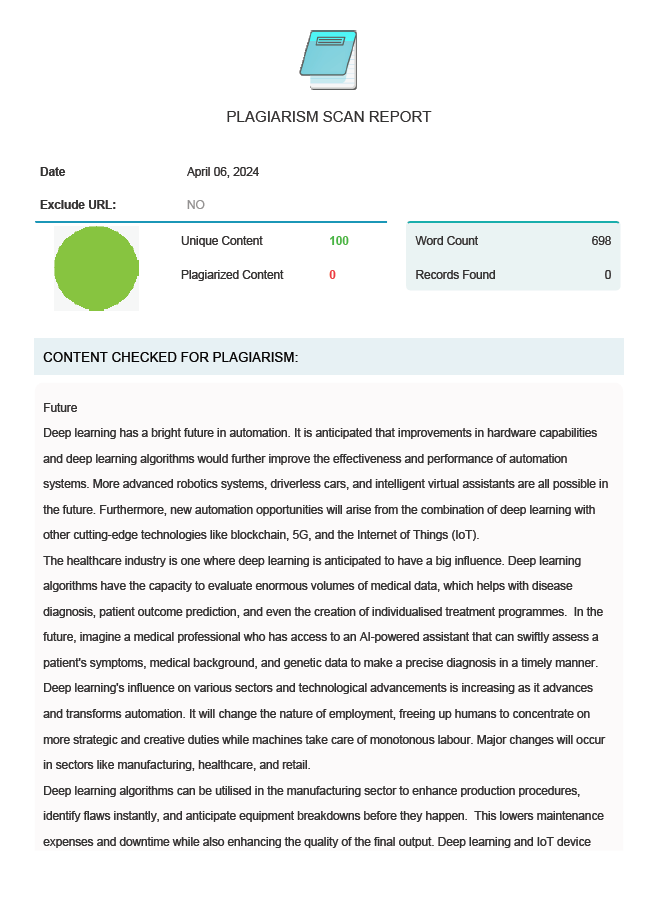 PLAGIARISM SCAN REPORT
Date April 06, 2024
Exclude URL: NO
Unique Content 100
Plagiarized Content 0
Word Count 698
Records Found 0
CONTENT CHECKED FOR PLAGIARISM:
Future
Deep learning has a bright future in automation. It is anticipated that improvements in hardware capabilities
and deep learning algorithms would further improve the effectiveness and performance of automation
systems. More advanced robotics systems, driverless cars, and intelligent virtual assistants are all possible in
the future. Furthermore, new automation opportunities will arise from the combination of deep learning with
other cutting-edge technologies like blockchain, 5G, and the Internet of Things (IoT).
The healthcare industry is one where deep learning is anticipated to have a big influence. Deep learning
algorithms have the capacity to evaluate enormous volumes of medical data, which helps with disease
diagnosis, patient outcome prediction, and even the creation of individualised treatment programmes.  In the
future, imagine a medical professional who has access to an AI-powered assistant that can swiftly assess a
patient's symptoms, medical background, and genetic data to make a precise diagnosis in a timely manner.
Deep learning's influence on various sectors and technological advancements is increasing as it advances
and transforms automation. It will change the nature of employment, freeing up humans to concentrate on
more strategic and creative duties while machines take care of monotonous labour. Major changes will occur
in sectors like manufacturing, healthcare, and retail.
Deep learning algorithms can be utilised in the manufacturing sector to enhance production procedures,
identify flaws instantly, and anticipate equipment breakdowns before they happen.  This lowers maintenance
expenses and downtime while also enhancing the quality of the final output. Deep learning and IoT device